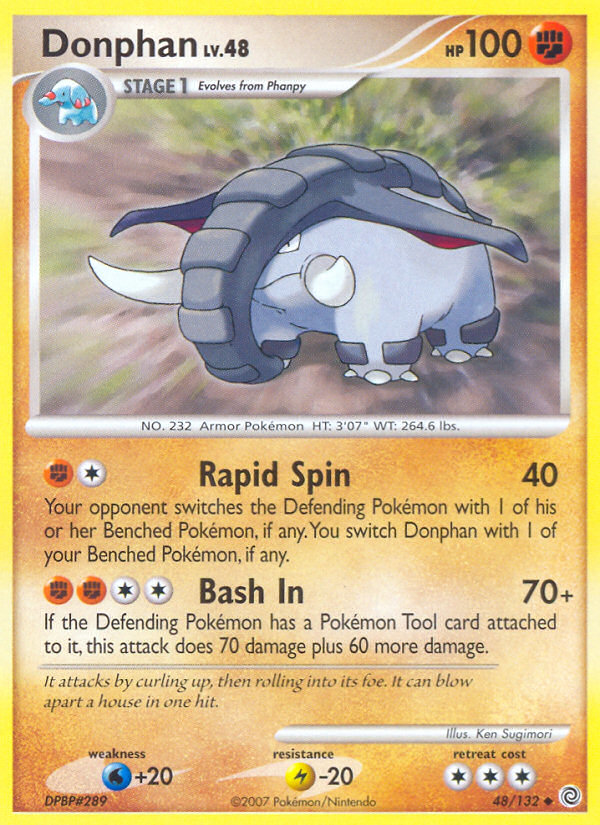 Donphan LV.48 HP 100
STAGE 1 Evolves from Phanpy
NO. 232 Armor Pokémon HT: 3'07" WT: 264.6 lbs.
Rapid Spin 40
Your opponent switches the Defending Pokémon with 1 of his
or her Benched Pokémon, if any. You switch Donphan with 1 of
your Benched Pokémon, if any.
Bash In 70+
If the Defending Pokémon has a Pokémon Tool card attached
to it, this attack does 70 damage plus 60 more damage.
It attacks by curling up, then rolling into its foe. It can blow
apart a house in one hit.
Illus. Ken Sugimori
weakness resistance retreat cost
+20 -20
DPBP#289 ©2007 Pokémon/Nintendo 48/132